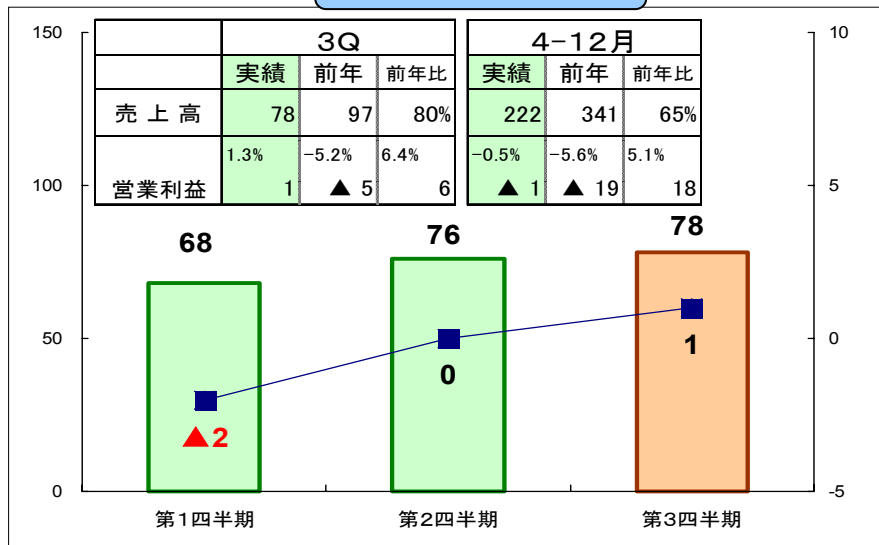 150
10
3Q
4-12月
実績 前年 前年比
実績 前年 前年比
売上高 78 97 80%
222 341 65%
1.3% -5.2% 6.4%
-0.5% -5.6% 5.1%
営業利益 1 ▲ 5 6
▲ 1 ▲ 19 18
100
5
68
76
78
50
0
0
1
▲2
0
-5
第1四半期
第2四半期
第3四半期